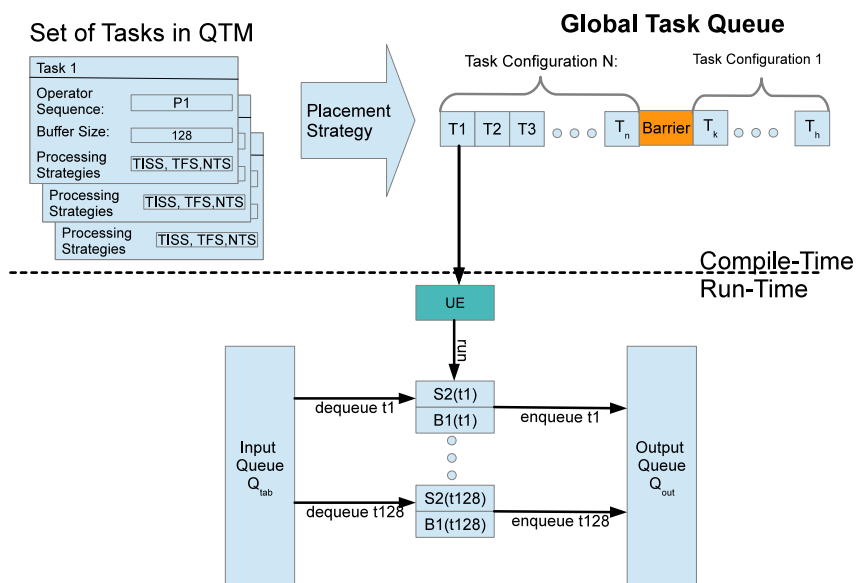 Set of Tasks in QTM
Task 1
Operator
Sequence:
P1
Buffer Size:
128
Processing
Strategies
TISS, TFS,NTS
Processing
Strategies
TISS, TFS,NTS
Processing
Strategies
TISS, TFS,NTS
Placement
Strategy
Global Task Queue
Task Configuration N:
Task Configuration 1
T1
T2
T3
Tn
Barrier
Tk
Th
Compile-Time
Run-Time
UE
run
Input
Queue
Qtab
dequeue t1
S2(t1)
B1(t1)
enqueue t1
dequeue t128
S2(t128)
B1(t128)
enqueue t128
Output
Queue
Qout